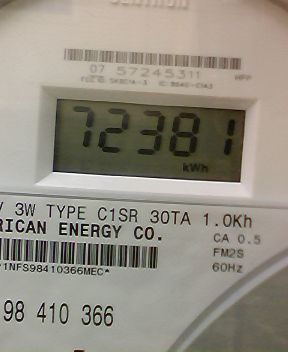 07 57245311
72381
kWh
V 3W TYPE C1SR 30TA 1.0Kh
RICAN ENERGY CO.
CA 0.5
FM2S
60Hz
98 410 366